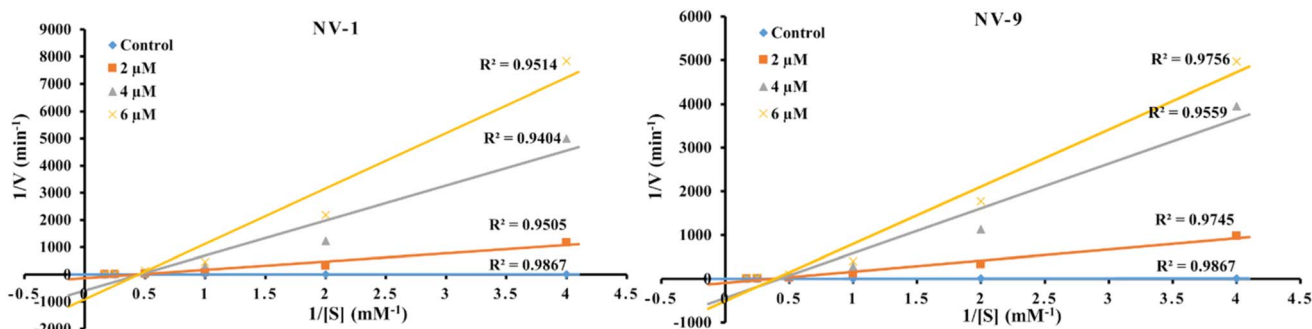 NV-1
9000
8000
7000
6000
5000
4000
3000
2000
1000
0
-1000
-2000
1/V (min-1)
Control
2 µM
4 µM
6 µM
R² = 0.9514
R² = 0.9404
R² = 0.9505
R² = 0.9867
-0.5
0
0.5
1
1.5
2
2.5
3
3.5
4
4.5
1/[S] (mM-1)
NV-9
6000
5000
4000
3000
2000
1000
0
-1000
1/V (min-1)
Control
2 µM
4 µM
6 µM
R² = 0.9756
R² = 0.9559
R² = 0.9745
R² = 0.9867
-0.5
0
0.5
1
1.5
2
2.5
3
3.5
4
4.5
1/[S] (mM-1)